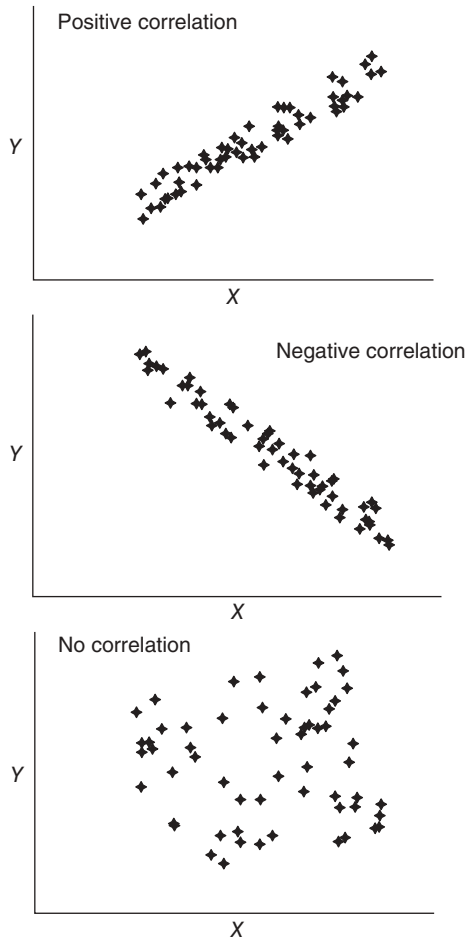 Positive correlation
Y
X
Negative correlation
Y
X
No correlation
Y
X